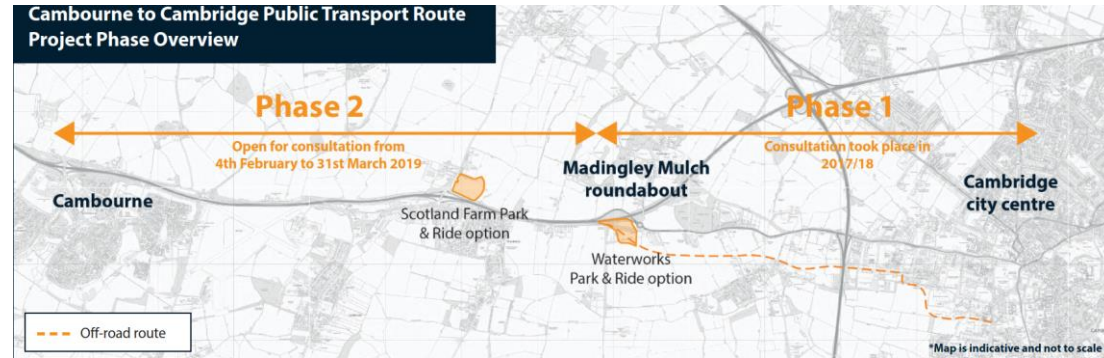 Cambourne to Cambridge Public Transport Route
Project Phase Overview
Phase 2
Open for consultation from
4th February to 31st March 2019
Phase 1
Consultation took place in
2017/18
Cambourne
Scotland Farm Park
& Ride option
Madingley Mulch
roundabout
Waterworks
Park & Ride option
Cambridge
city centre
Off-road route
*Map is indicative and not to scale